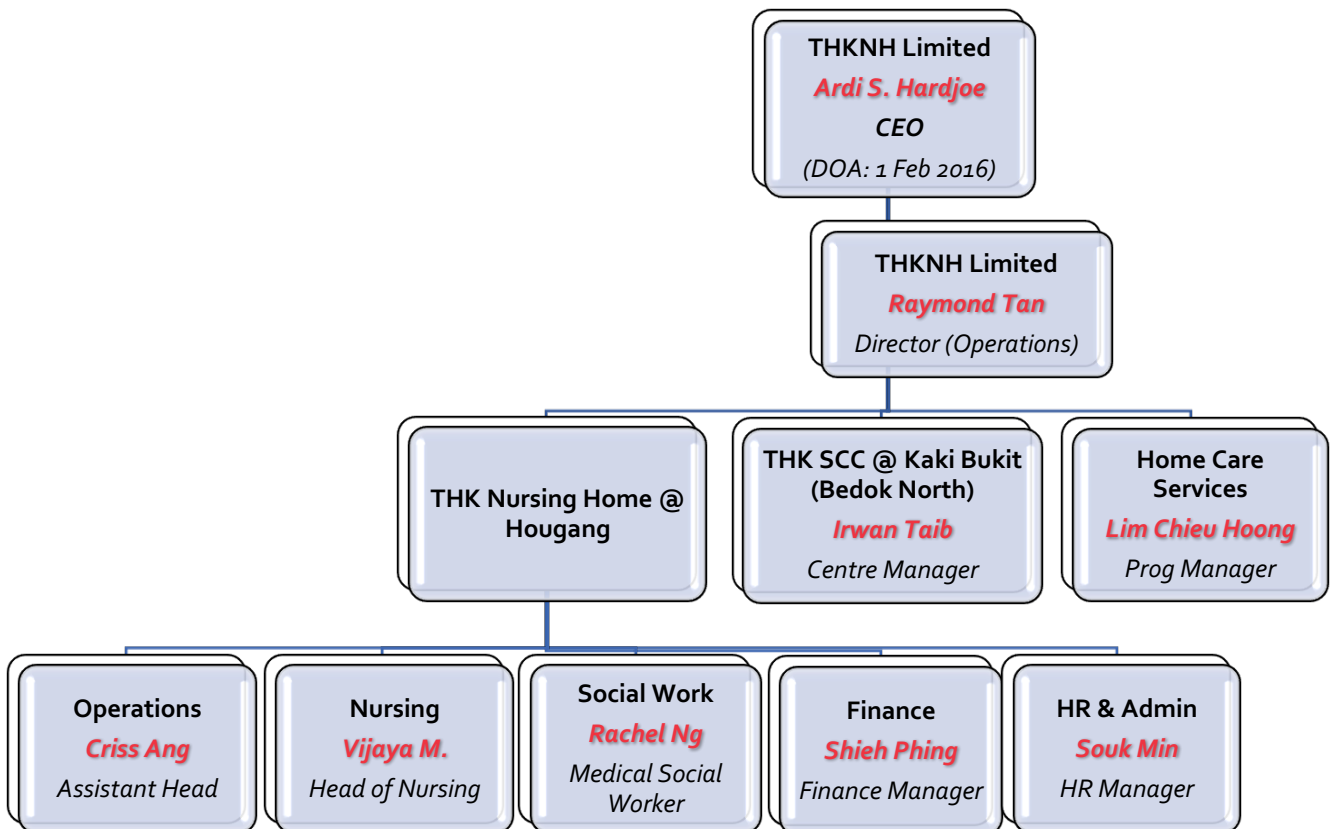 THKNH Limited
Ardi S. Hardjoe
CEO
(DOA: 1 Feb 2016)
THKNH Limited
Raymond Tan
Director (Operations)
THK Nursing Home @
Hougang
THK SCC @ Kaki Bukit
(Bedok North)
Irwan Taib
Centre Manager
Home Care
Services
Lim Chieu Hoong
Prog Manager
Operations
Criss Ang
Assistant Head
Nursing
Vijaya M.
Head of Nursing
Social Work
Rachel Ng
Medical Social
Worker
Finance
Shieh Phing
Finance Manager
HR & Admin
Souk Min
HR Manager